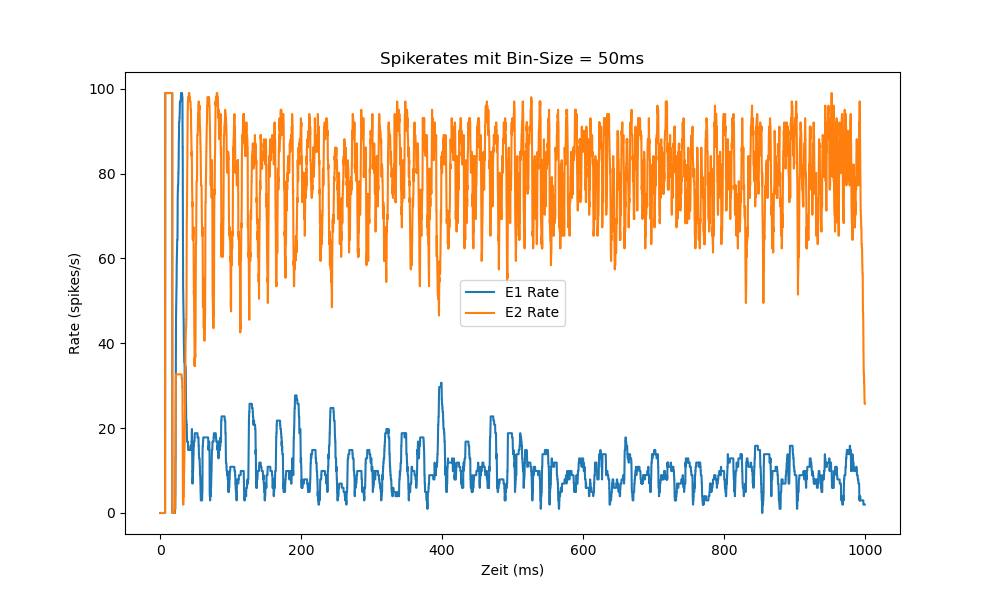 Spikerates mit Bin-Size = 50ms
100
80
60
40
20
0
Rate (spikes/s)
E1 Rate
E2 Rate
0
200
400
600
800
1000
Zeit (ms)